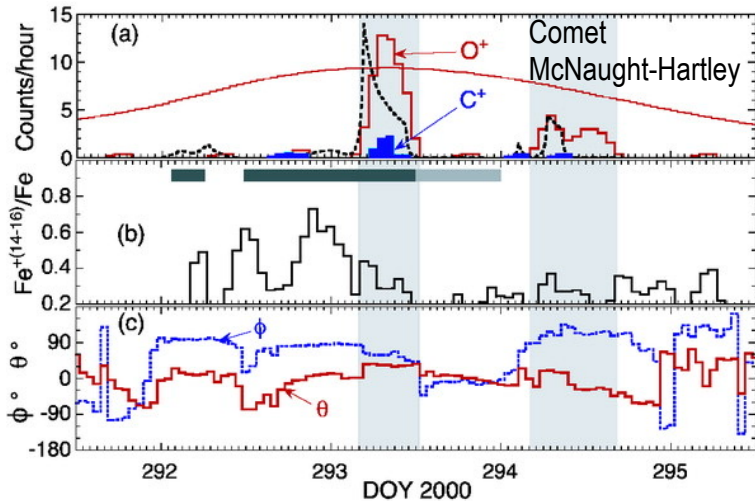 15
(a)
O⁺
Comet
McNaught-Hartley
10
Counts/hour
5
C⁺
0
0.8
(b)
0.6
Fe⁺⁽¹⁴⁻¹⁶⁾/Fe
0.4
0.2
(c)
ϕ
90
ϕ° θ°
0
-90
θ
-180
292 293 294 295
DOY 2000